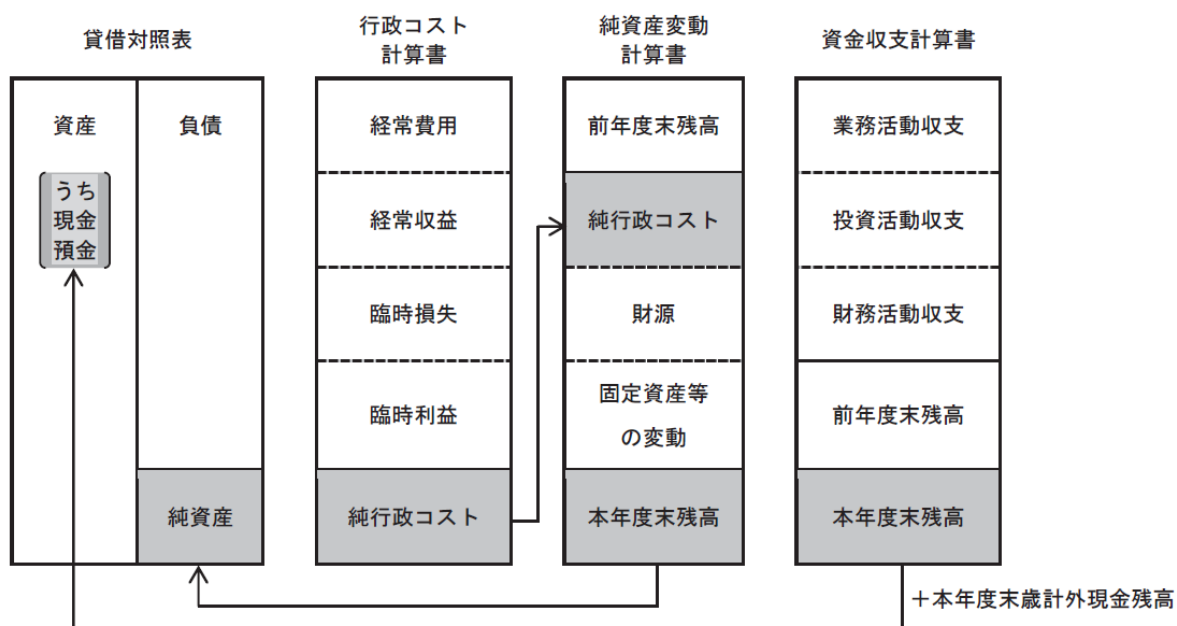 貸借対照表
資産
うち
現金
預金
負債
純資産
行政コスト
計算書
経常費用
経常収益
臨時損失
臨時利益
純行政コスト
純資産変動
計算書
前年度末残高
純行政コスト
財源
固定資産等
の変動
本年度末残高
資金収支計算書
業務活動収支
投資活動収支
財務活動収支
前年度末残高
本年度末残高
＋本年度末歳計外現金残高